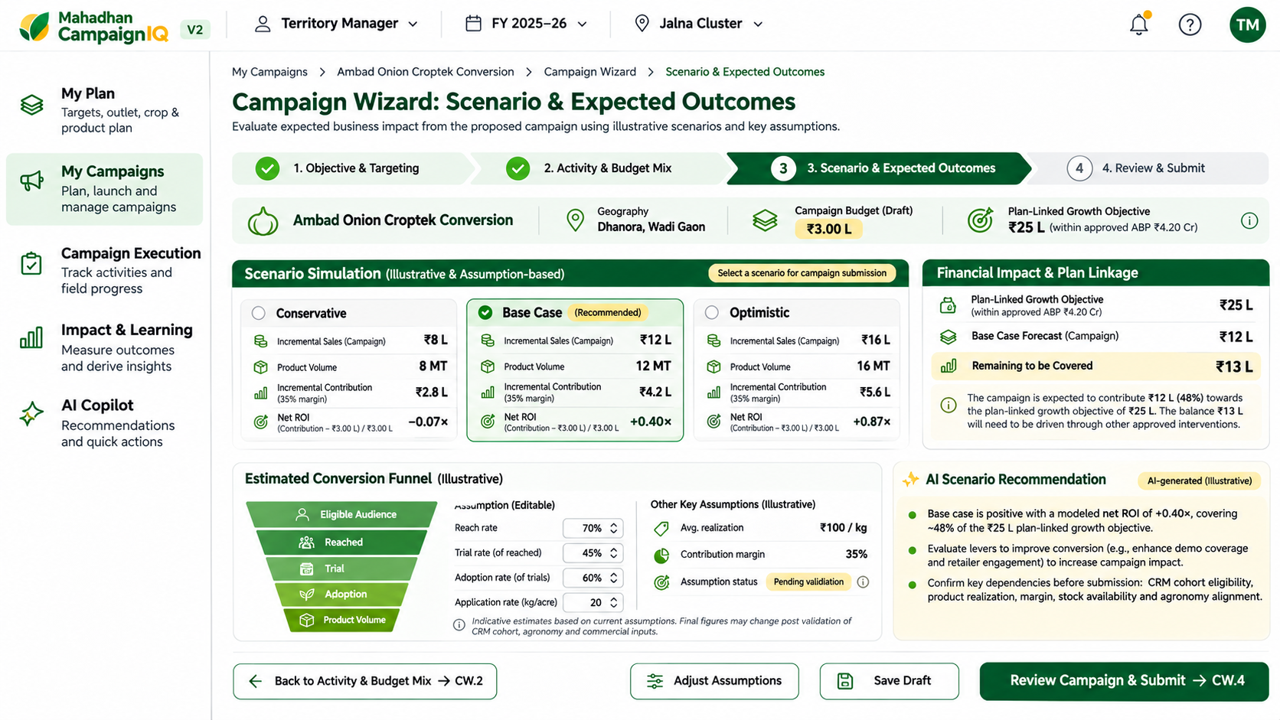 Mahadhan
CampaignIQ
V2
Territory Manager
FY 2025–26
Jalna Cluster
TM
My Plan
Targets, outlet, crop &
product plan
My Campaigns
Plan, launch and
manage campaigns
Campaign Execution
Track activities and
field progress
Impact & Learning
Measure outcomes
and derive insights
AI Copilot
Recommendations
and quick actions
My Campaigns > Ambad Onion Croptek Conversion > Campaign Wizard > Scenario & Expected Outcomes
Campaign Wizard: Scenario & Expected Outcomes
Evaluate expected business impact from the proposed campaign using illustrative scenarios and key assumptions.
1. Objective & Targeting
2. Activity & Budget Mix
3 3. Scenario & Expected Outcomes
4 4. Review & Submit
Ambad Onion Croptek Conversion
Geography
Dhanora, Wadi Gaon
Campaign Budget (Draft)
₹3.00 L
Plan-Linked Growth Objective
₹25 L (within approved ABP ₹4.20 Cr)
Scenario Simulation (Illustrative & Assumption-based)
Select a scenario for campaign submission
Conservative
Incremental Sales (Campaign) ₹8 L
Product Volume 8 MT
Incremental Contribution
(35% margin) ₹2.8 L
Net ROI
(Contribution – ₹3.00 L) / ₹3.00 L −0.07×
Base Case (Recommended)
Incremental Sales (Campaign) ₹12 L
Product Volume 12 MT
Incremental Contribution
(35% margin) ₹4.2 L
Net ROI
(Contribution – ₹3.00 L) / ₹3.00 L +0.40×
Optimistic
Incremental Sales (Campaign) ₹16 L
Product Volume 16 MT
Incremental Contribution
(35% margin) ₹5.6 L
Net ROI
(Contribution – ₹3.00 L) / ₹3.00 L +0.87×
Financial Impact & Plan Linkage
Plan-Linked Growth Objective
(within approved ABP ₹4.20 Cr) ₹25 L
Base Case Forecast (Campaign) ₹12 L
Remaining to be Covered ₹13 L
The campaign is expected to contribute ₹12 L (48%) towards
the plan-linked growth objective of ₹25 L. The balance ₹13 L
will need to be driven through other approved interventions.
Estimated Conversion Funnel (Illustrative)
Eligible Audience
Reached
Trial
Adoption
Product Volume
Assumption (Editable)
Reach rate 70%
Trial rate (of reached) 45%
Adoption rate (of trials) 60%
Application rate (kg/acre) 20
Other Key Assumptions (Illustrative)
Avg. realization ₹100 / kg
Contribution margin 35%
Assumption status Pending validiation
Indicative estimates based on current assumptions. Final figures may change post validation of
CRM cohort, agronomy and commercial inputs.
AI Scenario Recommendation
AI-generated (Illustrative)
Base case is positive with a modeled net ROI of +0.40×, covering
~48% of the ₹25 L plan-linked growth objective.
Evaluate levers to improve conversion (e.g., enhance demo coverage
and retailer engagement) to increase campaign impact.
Confirm key dependencies before submission: CRM cohort eligibility,
product realization, margin, stock availability and agronomy alignment.
← Back to Activity & Budget Mix → CW.2
Adjust Assumptions
Save Draft
Review Campaign & Submit → CW.4